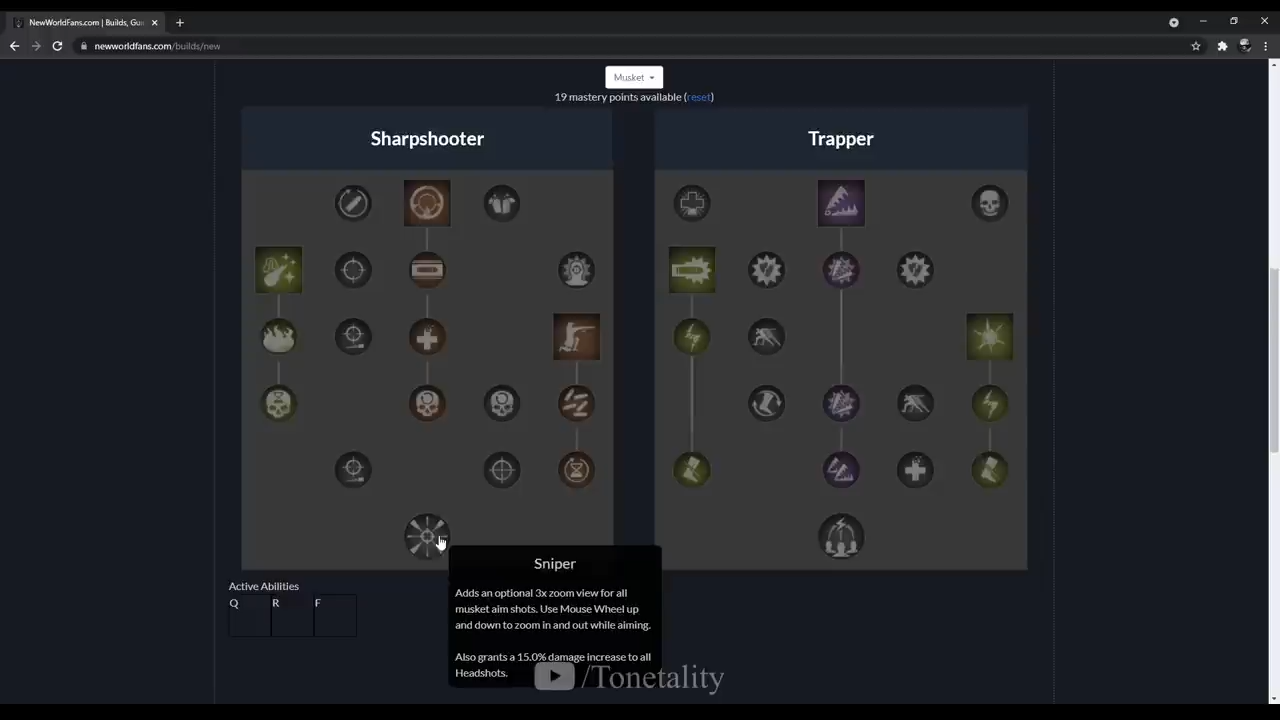 NewWorldFans.com | Builds, Gui
newworldfans.com/builds/new
Musket
19 mastery points available (reset)
Sharpshooter
Trapper
Sniper
Adds an optional 3x zoom view for all
musket aim shots. Use Mouse Wheel up
and down to zoom in and out while aiming.
Also grants a 15.0% damage increase to all
Headshots.
Active Abilities
Q
R
F
/Tonetality